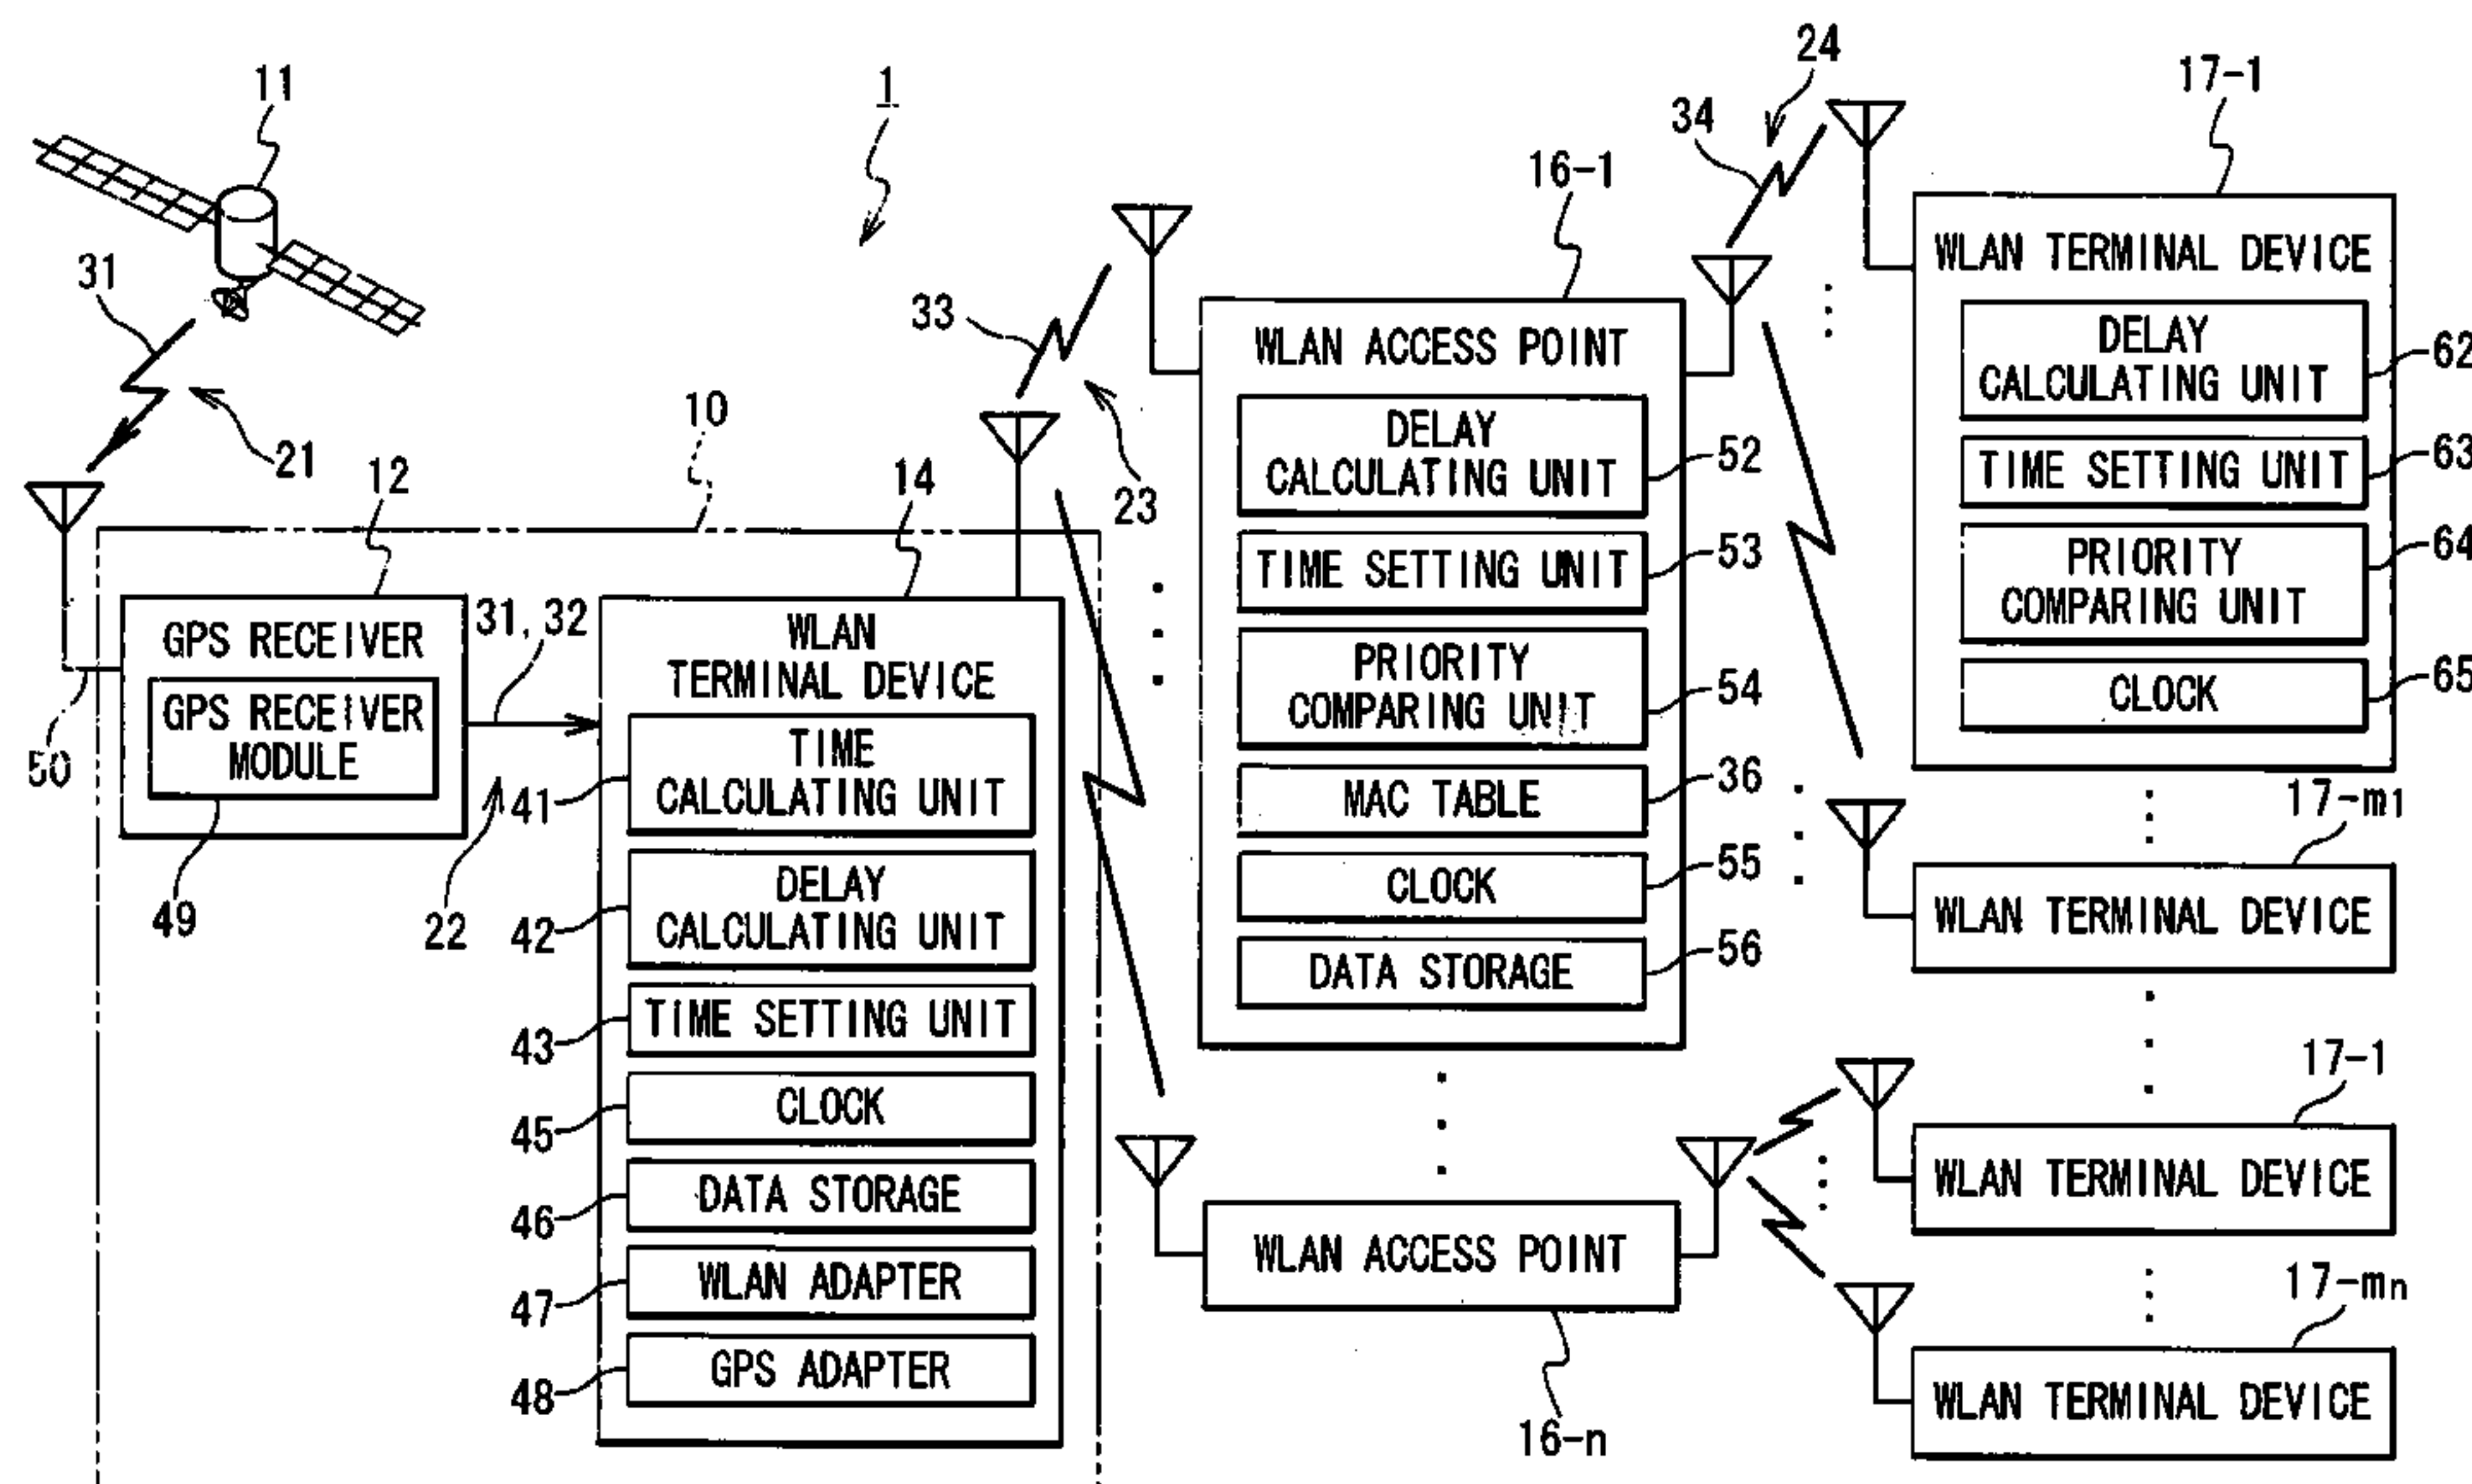 11
1
24
34
17-1
31
33
16-1
WLAN TERMINAL DEVICE
DELAY
CALCULATING UNIT
62
TIME SETTING UNIT
63
PRIORITY
COMPARING UNIT
64
CLOCK
65
21
10
23
WLAN ACCESS POINT
DELAY
CALCULATING UNIT
52
TIME SETTING UNIT
53
PRIORITY
COMPARING UNIT
54
MAC TABLE
36
CLOCK
55
DATA STORAGE
56
12
14
GPS RECEIVER
GPS RECEIVER
MODULE
50
49
31, 32
22
WLAN
TERMINAL DEVICE
TIME
CALCULATING UNIT
41
DELAY
CALCULATING UNIT
42
TIME SETTING UNIT
43
CLOCK
45
DATA STORAGE
46
WLAN ADAPTER
47
GPS ADAPTER
48
17-m1
WLAN TERMINAL DEVICE
17-1
WLAN TERMINAL DEVICE
WLAN ACCESS POINT
16-n
17-mn
WLAN TERMINAL DEVICE